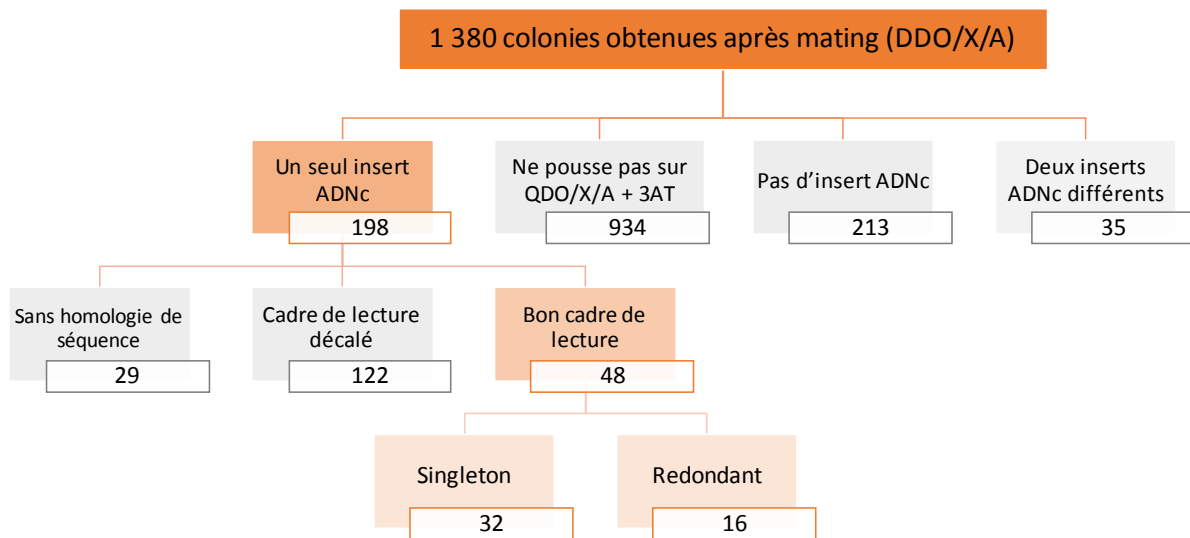 1 380 colonies obtenues après mating (DDO/X/A)
Un seul insert
ADNc
198
Ne pousse pas sur
QDO/X/A + 3AT
934
Pas d'insert ADNc
213
Deux inserts
ADNc différents
35
Sans homologie de
séquence
29
Cadre de lecture
décalé
122
Bon cadre de
lecture
48
Singleton
32
Redondant
16